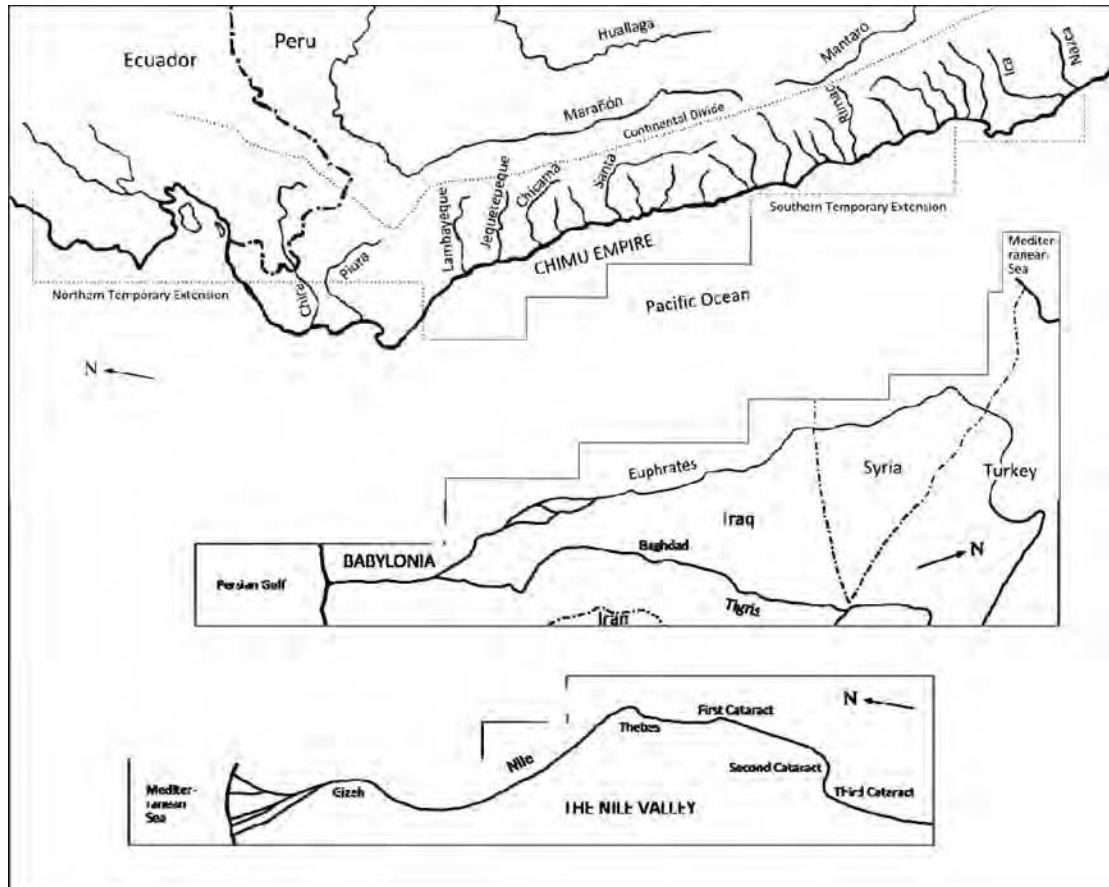 Ecuador
Peru
Huallaga
Mantaro
Ica
Nazca
Marañón
Continental Divide
Rimac
Lambayeque
Jequetepeque
Chicama
Santa
CHIMU EMPIRE
Southern Temporary Extension
Northern Temporary Extension
Chira
Piura
Pacific Ocean
N
Mediter-
ranean
Sea
Euphrates
Syria
Turkey
Iraq
N
BABYLONIA
Baghdad
Persian Gulf
Tigris
Iran
N
First Cataract
Thebes
Nile
Second Cataract
Mediter-
ranean
Sea
Gizeh
Third Cataract
THE NILE VALLEY